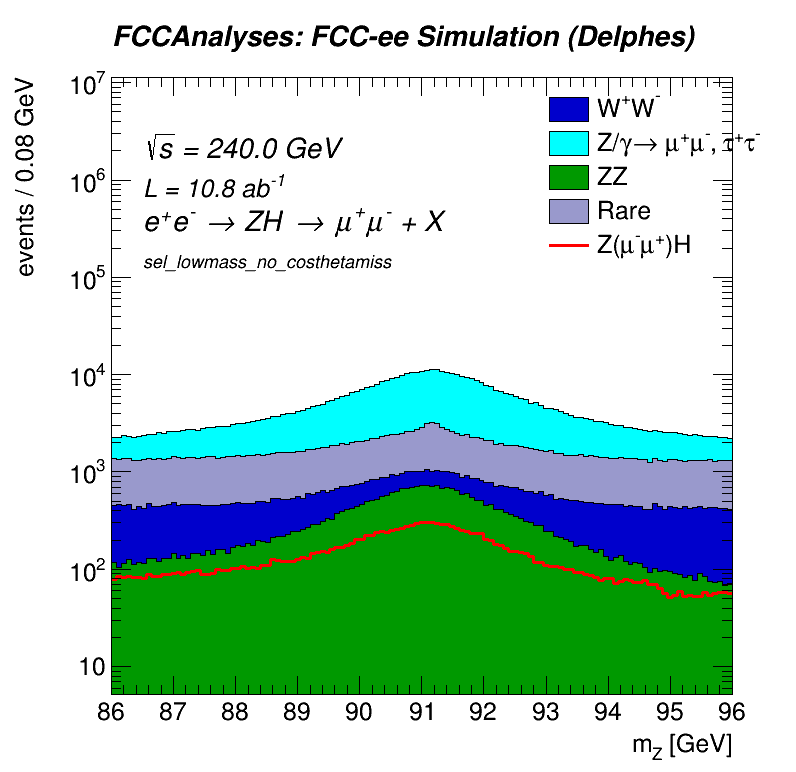 FCCAnalyses: FCC-ee Simulation (Delphes)
events / 0.08 GeV
10⁷
10⁶
10⁵
10⁴
10³
10²
10
√s = 240.0 GeV
L = 10.8 ab⁻¹
e⁺e⁻ → ZH → μ⁺μ⁻ + X
sel_lowmass_no_costhetamiss
W⁺W⁻
Z/γ→ μ⁺μ⁻, τ⁺τ⁻
ZZ
Rare
Z(μ⁻μ⁺)H
86 87 88 89 90 91 92 93 94 95 96
m_Z [GeV]